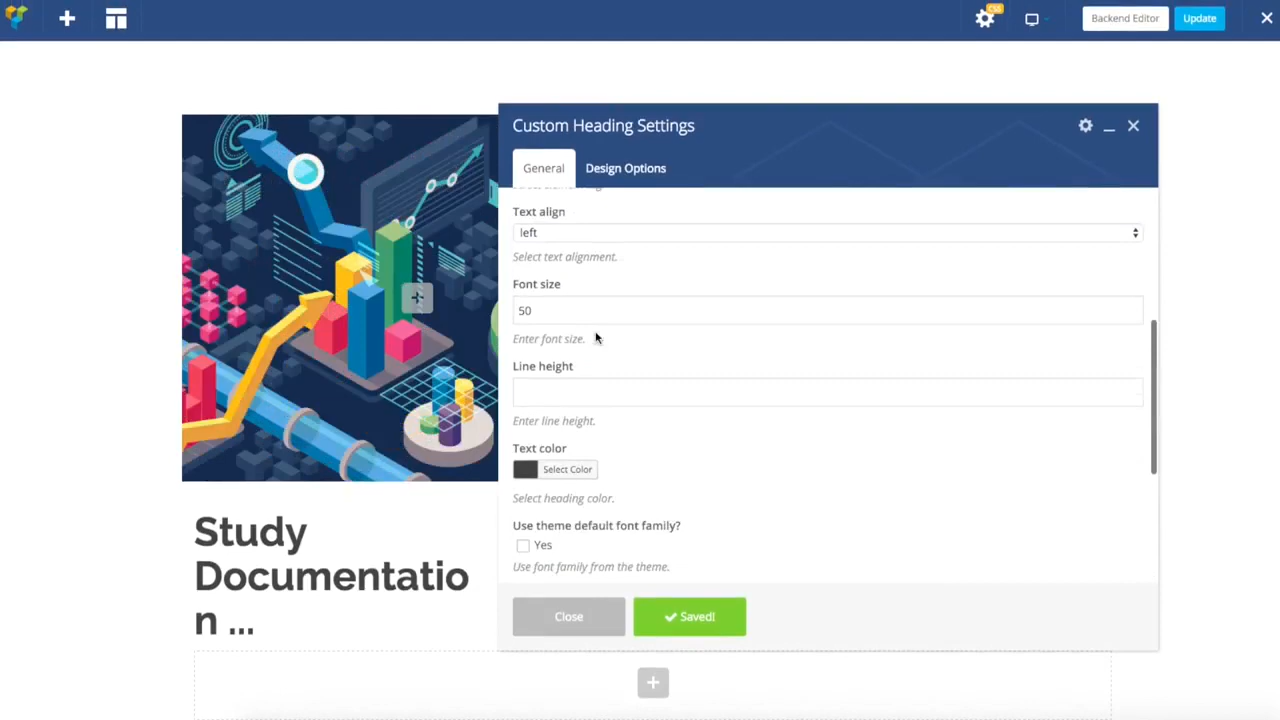 CSS
Backend Editor
Update
Custom Heading Settings
General
Design Options
Text align
left
Select text alignment.
Font size
50
Enter font size.
Line height
Enter line height.
Text color
Select Color
Select heading color.
Use theme default font family?
Yes
Use font family from the theme.
Close
Saved!
Study
Documentatio
n ...